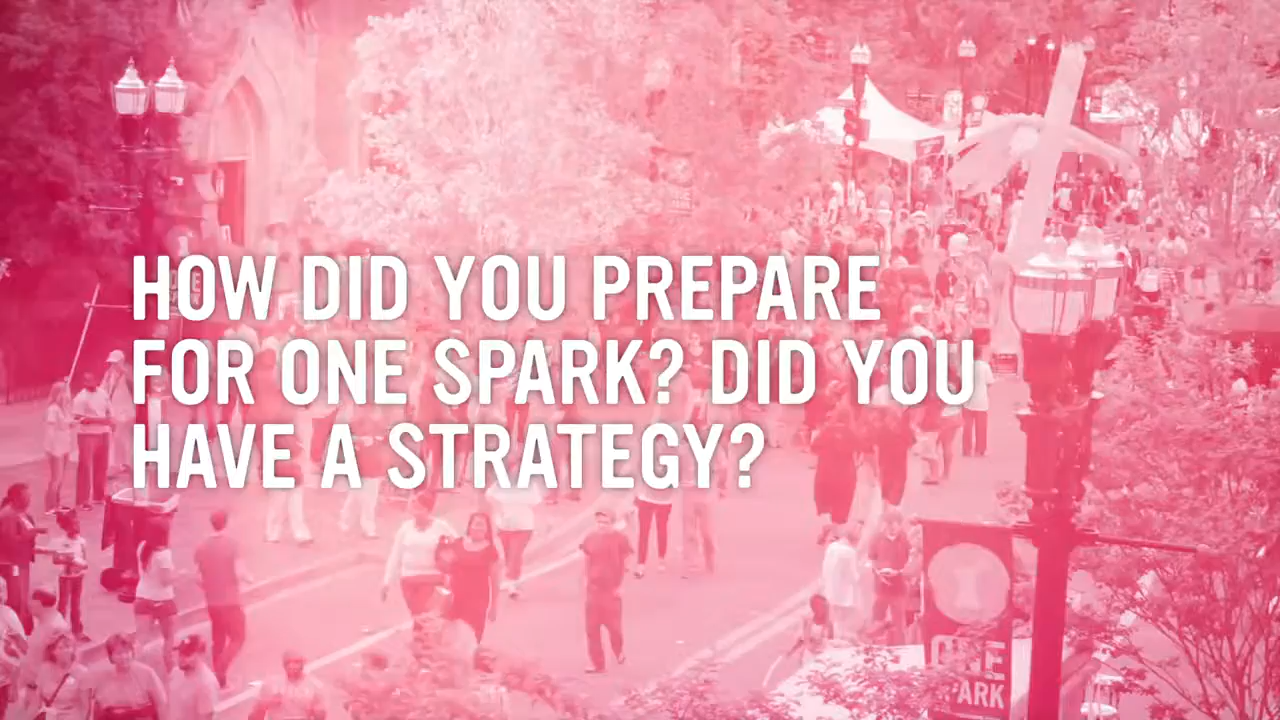 HOW DID YOU PREPARE
FOR ONE SPARK? DID YOU
HAVE A STRATEGY?
ONE
SPARK